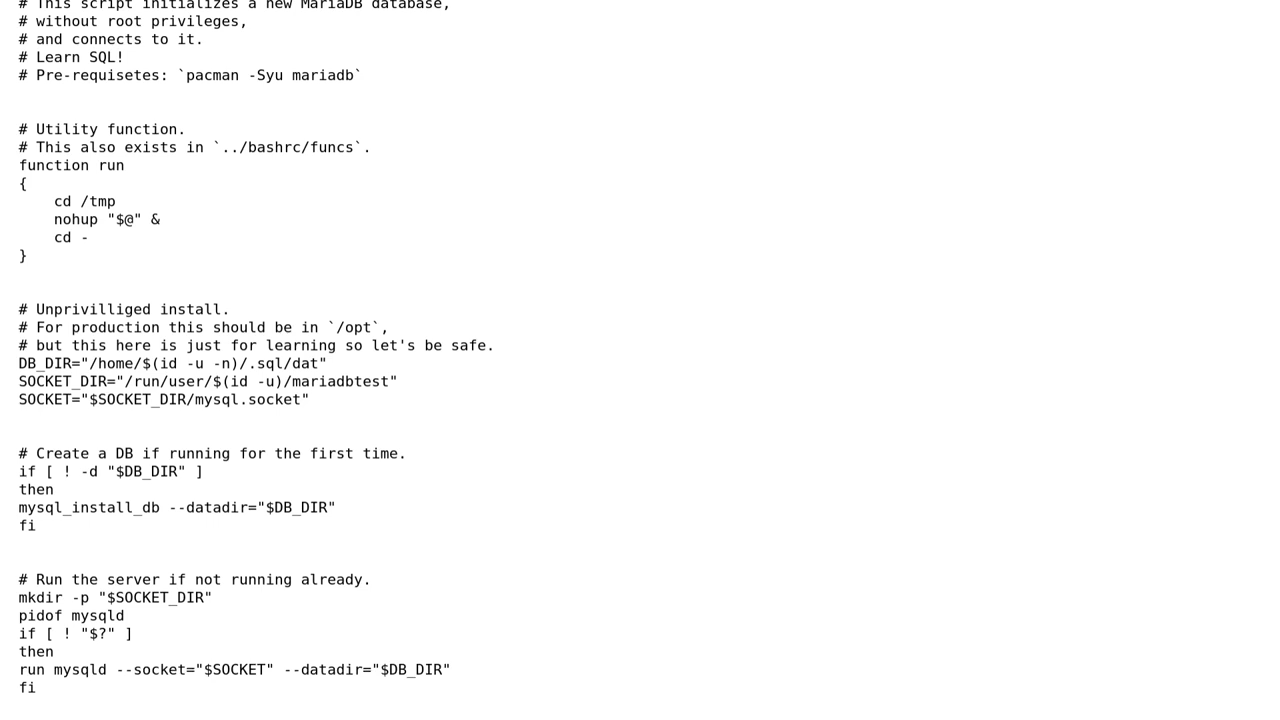 # This script initializes a new MariaDB database,
# without root privileges,
# and connects to it.
# Learn SQL!
# Pre-requisetes: `pacman -Syu mariadb`
# Utility function.
# This also exists in `../bashrc/funcs`.
function run
{
    cd /tmp
    nohup "$@" &
    cd -
}
# Unprivilliged install.
# For production this should be in `/opt`,
# but this here is just for learning so let's be safe.
DB_DIR="/home/$(id -u -n)/.sql/dat"
SOCKET_DIR="/run/user/$(id -u)/mariadbtest"
SOCKET="$SOCKET_DIR/mysql.socket"
# Create a DB if running for the first time.
if [ ! -d "$DB_DIR" ]
then
mysql_install_db --datadir="$DB_DIR"
fi
# Run the server if not running already.
mkdir -p "$SOCKET_DIR"
pidof mysqld
if [ ! "$?" ]
then
run mysqld --socket="$SOCKET" --datadir="$DB_DIR"
fi